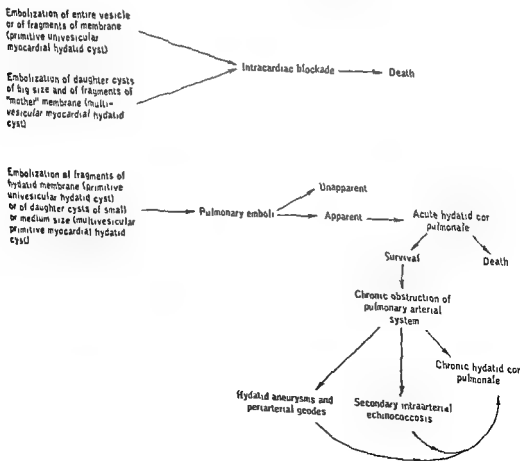 Embolization of entire vesicle
or of fragments of membrane
(primitive univesicular
myocardial hydatid cyst)
Intracardiac blockade
Death
Embolization of daughter cysts
of big size and of fragments of
"mother" membrane (multi-
vesicular myocardial hydatid
cyst)
Embolization of fragments of
hydatid membrane (primitive
univesicular hydatid cyst)
or of daughter cysts of small
or medium size (multivesicular
primitive myocardial hydatid
cyst)
Pulmonary emboli
Unapparent
Apparent
Acute hydatid cor
pulmonale
Survival
Death
Chronic obstruction of
pulmonary arterial
system
Chronic hydatid cor
pulmonale
Hydatid aneurysms and
periarterial geodes
Secondary intraarterial
echinococcosis